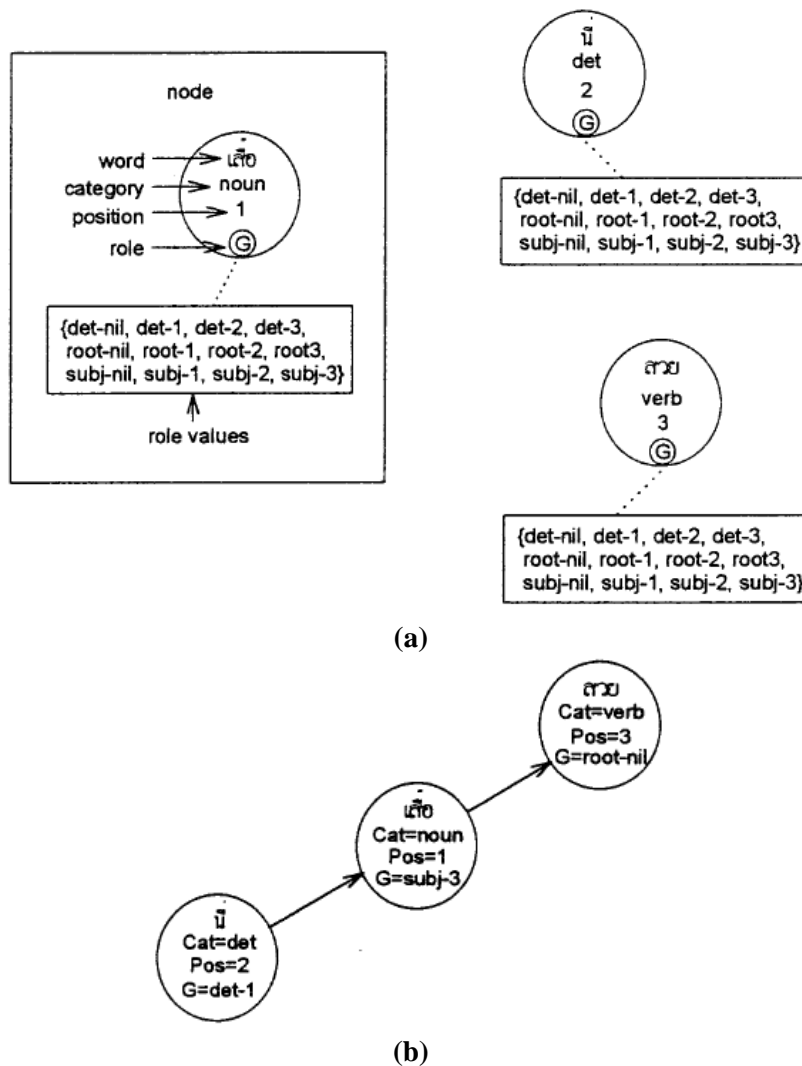 node
word
category
position
role
เสื่อ
noun
1
G
{det-nil, det-1, det-2, det-3,
root-nil, root-1, root-2, root3,
subj-nil, subj-1, subj-2, subj-3}
role values
นี่
det
2
G
{det-nil, det-1, det-2, det-3,
root-nil, root-1, root-2, root3,
subj-nil, subj-1, subj-2, subj-3}
สวย
verb
3
G
{det-nil, det-1, det-2, det-3,
root-nil, root-1, root-2, root3,
subj-nil, subj-1, subj-2, subj-3}
(a)
สวย
Cat=verb
Pos=3
G=root-nil
เสื่อ
Cat=noun
Pos=1
G=subj-3
นี่
Cat=det
Pos=2
G=det-1
(b)